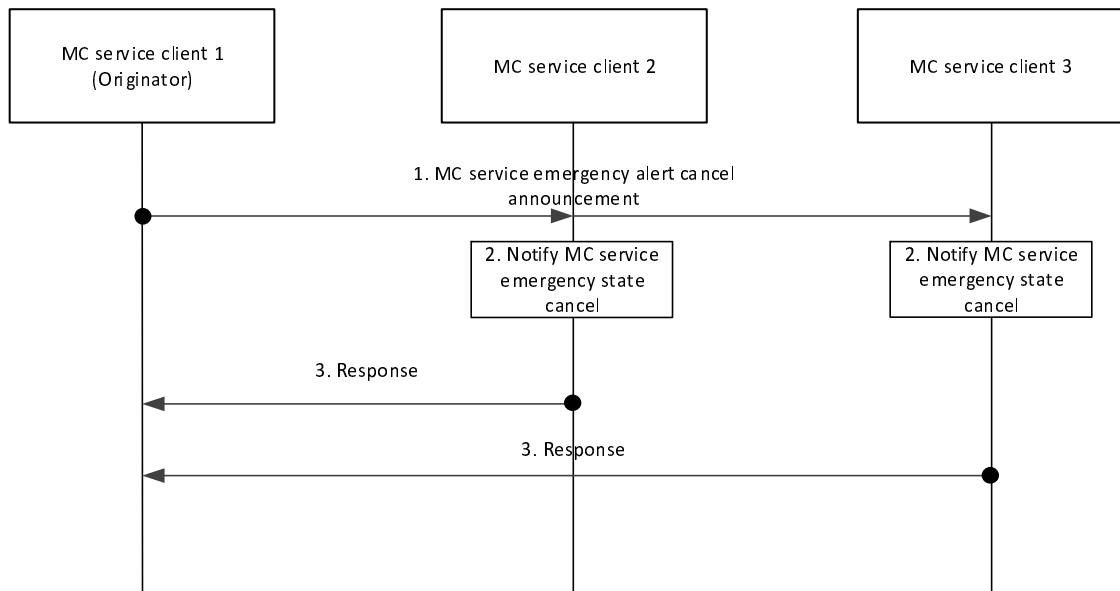 MC service client 1
(Originator)
MC service client 2
MC service client 3
1. MC service emergency alert cancel
announcement
2. Notify MC service
emergency state
cancel
2. Notify MC service
emergency state
cancel
3. Response
3. Response